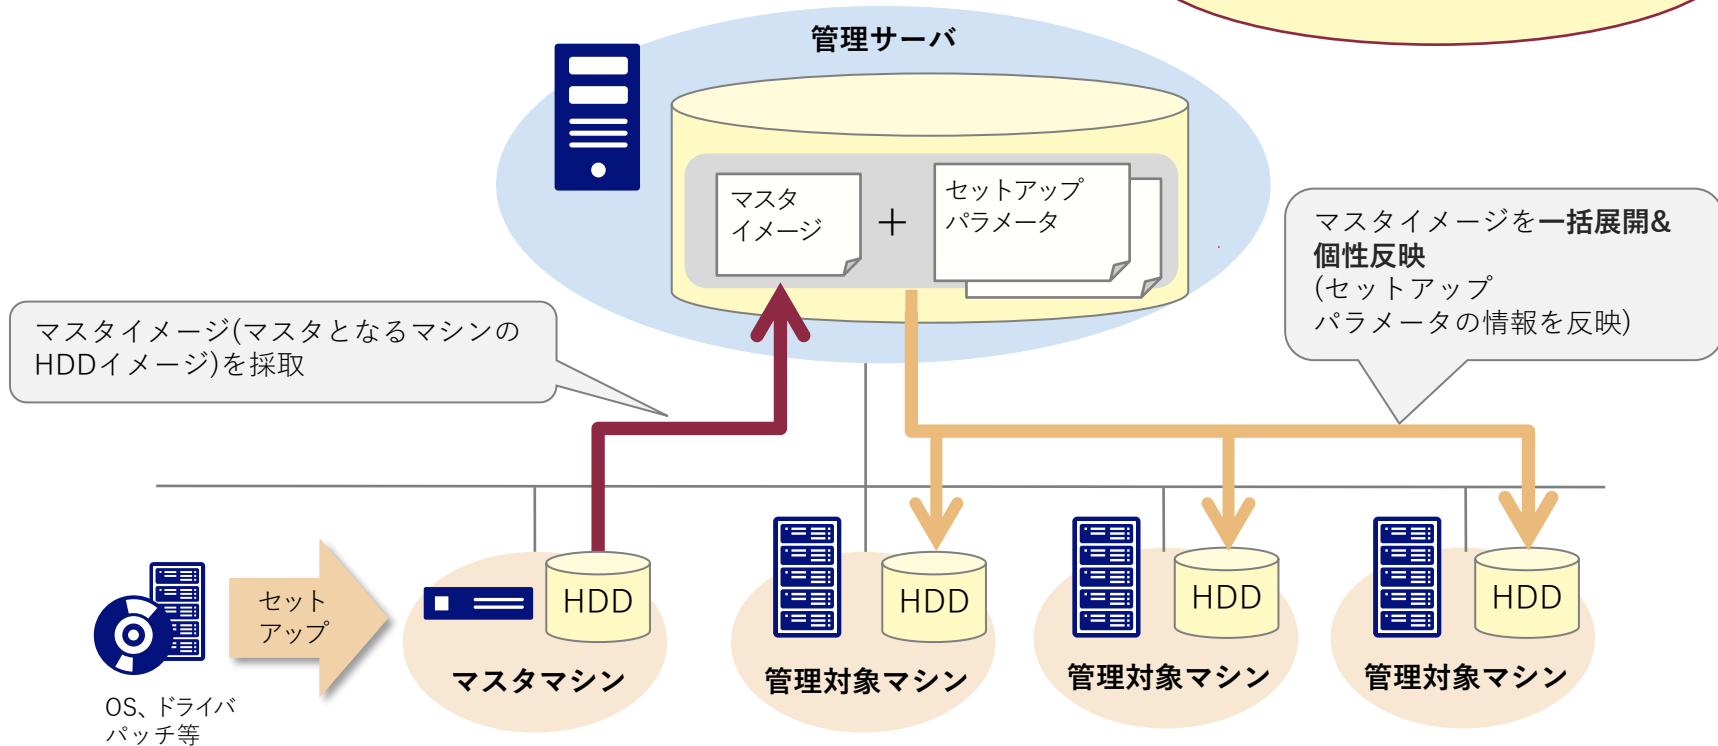 管理サーバ
マスタ
イメージ
+
セットアップ
パラメータ
マスタイメージを一括展開&
個性反映
(セットアップ
パラメータの情報を反映)
マスタイメージ(マスタとなるマシンの
HDDイメージ)を採取
セット
アップ
OS、ドライバ
パッチ等
HDD
マスタマシン
HDD
管理対象マシン
HDD
管理対象マシン
HDD
管理対象マシン